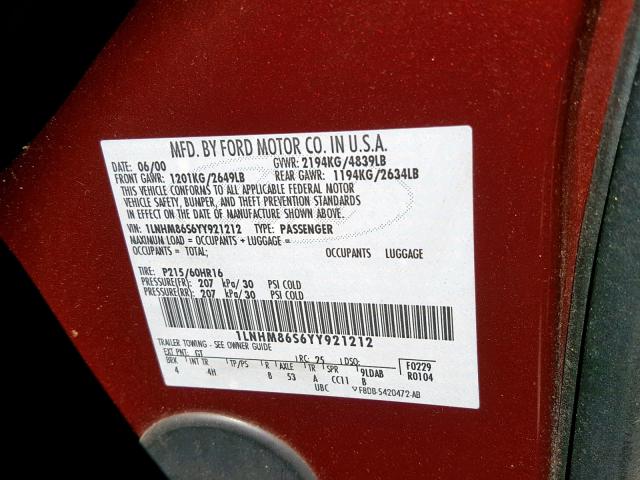 MFD. BY FORD MOTOR CO. IN U.S.A.
DATE: 06/00 GVWR: 2194KG/4839LB
FRONT GAWR: 1201KG/2649LB REAR GAWR: 1194KG/2634LB
THIS VEHICLE CONFORMS TO ALL APPLICABLE FEDERAL MOTOR
VEHICLE SAFETY, BUMPER, AND THEFT PREVENTION STANDARDS
IN EFFECT ON THE DATE OF MANUFACTURE SHOWN ABOVE.
VIN: 1LNHM86S6YY921212 TYPE: PASSENGER
MAXIMUM LOAD = OCCUPANTS + LUGGAGE =
OCCUPANTS = TOTAL; OCCUPANTS LUGGAGE
TIRE: P215/60HR16
PRESSURE(FR): 207 kPa/30 PSI COLD
PRESSURE(RR): 207 kPa/30 PSI COLD
1LNHM86S6YY921212
TRAILER TOWING - SEE OWNER GUIDE
EXT PNT: GT RC: 25 DSO: F0229
BRK INT TR TP/PS R AXLE TR SPR 9LDAB R0104
4 4H 8 53 A CC11 B
UBC ▽F8DB-5420472-AB